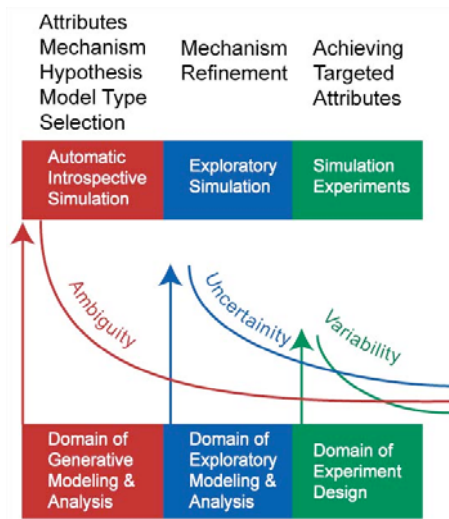 Attributes
Mechanism
Hypothesis
Model Type
Selection
Mechanism
Refinement
Achieving
Targeted
Attributes
Automatic
Introspective
Simulation
Exploratory
Simulation
Simulation
Experiments
Ambiguity
Uncertainity
Variability
Domain of
Generative
Modeling &
Analysis
Domain of
Exploratory
Modeling &
Analysis
Domain of
Experiment
Design